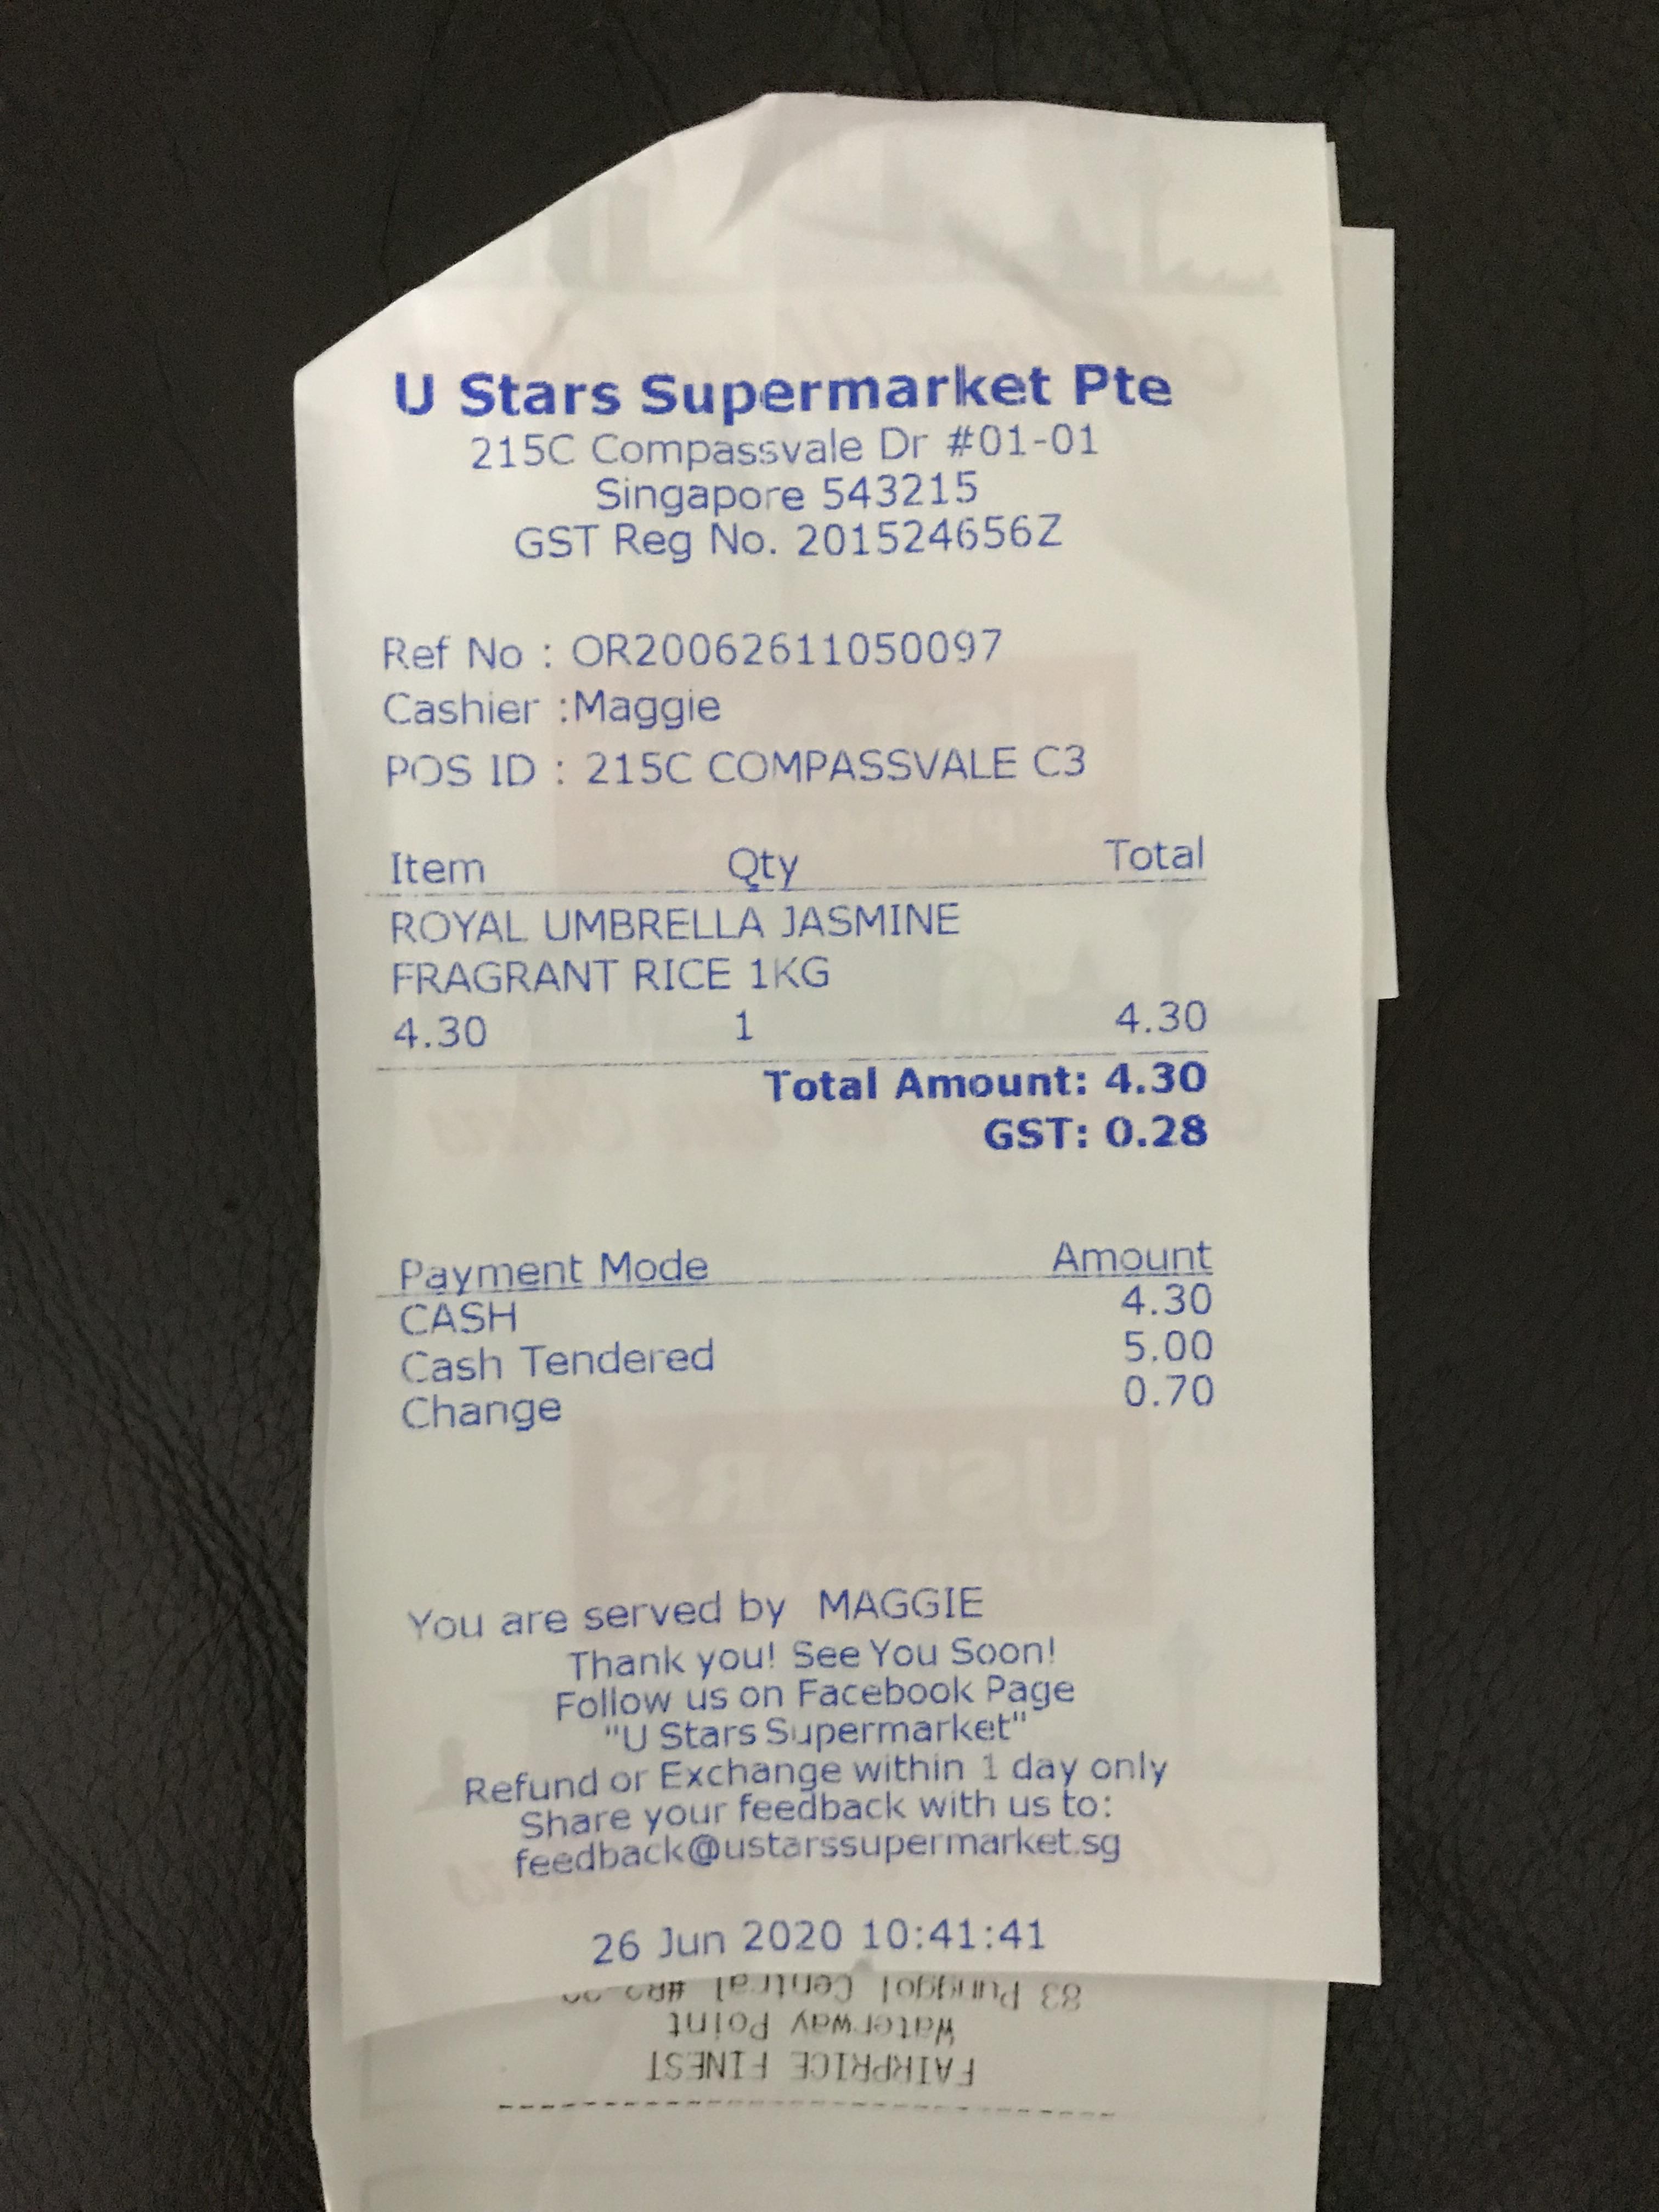 U Stars Supermarket Pte
215C Compassvale Dr #01-01
Singapore 543215
GST Reg No. 201524656Z
Ref No : OR20062611050097
Cashier :Maggie
POS ID : 215C COMPASSVALE C3
Item Qty Total
ROYAL UMBRELLA JASMINE
FRAGRANT RICE 1KG
4.30 1 4.30
Total Amount: 4.30
GST: 0.28
Payment Mode Amount
CASH 4.30
Cash Tendered 5.00
Change 0.70
USTARS
You are served by MAGGIE
Thank you! See You Soon!
Follow us on Facebook Page
"U Stars Supermarket"
Refund or Exchange within 1 day only
Share your feedback with us to:
feedback@ustarssupermarket.sg
26 Jun 2020 10:41:41
FAIRPRICE FINEST
Waterway Point
83 Punggol Central